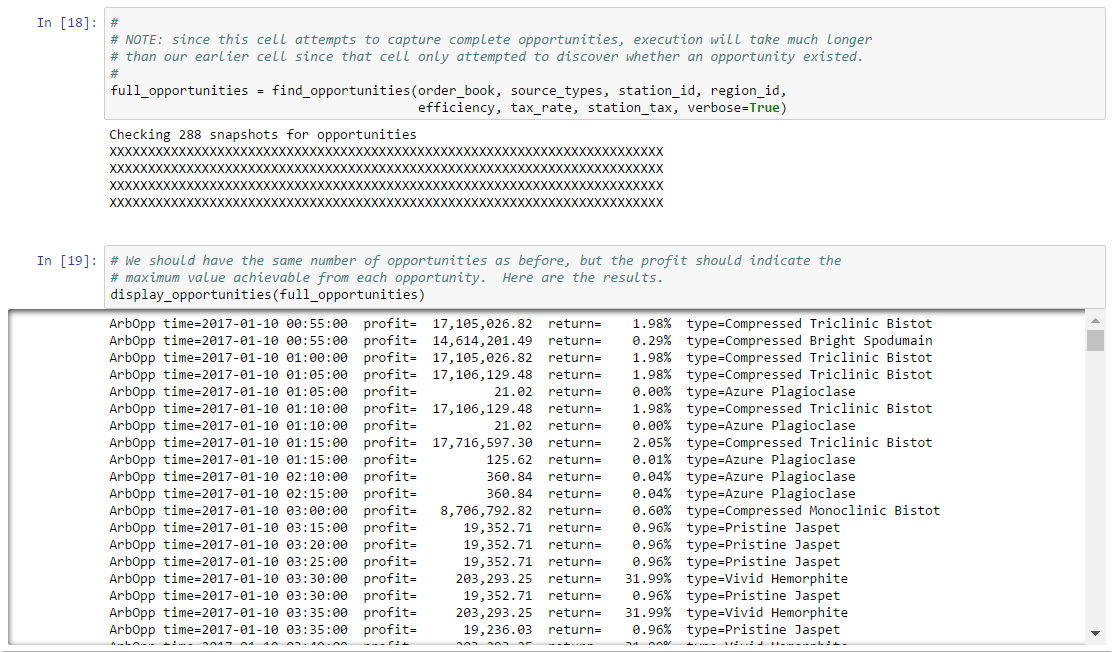 In [18]:
#
# NOTE: since this cell attempts to capture complete opportunities, execution will take much longer
# than our earlier cell since that cell only attempted to discover whether an opportunity existed.
#
full_opportunities = find_opportunities(order_book, source_types, station_id, region_id,
efficiency, tax_rate, station_tax, verbose=True)
Checking 288 snapshots for opportunities
XXXXXXXXXXXXXXXXXXXXXXXXXXXXXXXXXXXXXXXXXXXXXXXXXXXXXXXXXXXXXXXXXXXXXXXX
XXXXXXXXXXXXXXXXXXXXXXXXXXXXXXXXXXXXXXXXXXXXXXXXXXXXXXXXXXXXXXXXXXXXXXXX
XXXXXXXXXXXXXXXXXXXXXXXXXXXXXXXXXXXXXXXXXXXXXXXXXXXXXXXXXXXXXXXXXXXXXXXX
XXXXXXXXXXXXXXXXXXXXXXXXXXXXXXXXXXXXXXXXXXXXXXXXXXXXXXXXXXXXXXXXXXXXXXXX
In [19]:
# We should have the same number of opportunities as before, but the profit should indicate the
# maximum value achievable from each opportunity.  Here are the results.
display_opportunities(full_opportunities)
ArbOpp time=2017-01-10 00:55:00  profit=  17,105,026.82  return=    1.98%  type=Compressed Triclinic Bistot
ArbOpp time=2017-01-10 00:55:00  profit=  14,614,201.49  return=    0.29%  type=Compressed Bright Spodumain
ArbOpp time=2017-01-10 01:00:00  profit=  17,105,026.82  return=    1.98%  type=Compressed Triclinic Bistot
ArbOpp time=2017-01-10 01:05:00  profit=  17,106,129.48  return=    1.98%  type=Compressed Triclinic Bistot
ArbOpp time=2017-01-10 01:05:00  profit=          21.02  return=    0.00%  type=Azure Plagioclase
ArbOpp time=2017-01-10 01:10:00  profit=  17,106,129.48  return=    1.98%  type=Compressed Triclinic Bistot
ArbOpp time=2017-01-10 01:10:00  profit=          21.02  return=    0.00%  type=Azure Plagioclase
ArbOpp time=2017-01-10 01:15:00  profit=  17,716,597.30  return=    2.05%  type=Compressed Triclinic Bistot
ArbOpp time=2017-01-10 01:15:00  profit=         125.62  return=    0.01%  type=Azure Plagioclase
ArbOpp time=2017-01-10 02:10:00  profit=         360.84  return=    0.04%  type=Azure Plagioclase
ArbOpp time=2017-01-10 02:15:00  profit=         360.84  return=    0.04%  type=Azure Plagioclase
ArbOpp time=2017-01-10 03:00:00  profit=   8,706,792.82  return=    0.60%  type=Compressed Monoclinic Bistot
ArbOpp time=2017-01-10 03:15:00  profit=      19,352.71  return=    0.96%  type=Pristine Jaspet
ArbOpp time=2017-01-10 03:20:00  profit=      19,352.71  return=    0.96%  type=Pristine Jaspet
ArbOpp time=2017-01-10 03:25:00  profit=      19,352.71  return=    0.96%  type=Pristine Jaspet
ArbOpp time=2017-01-10 03:30:00  profit=     203,293.25  return=   31.99%  type=Vivid Hemorphite
ArbOpp time=2017-01-10 03:30:00  profit=      19,352.71  return=    0.96%  type=Pristine Jaspet
ArbOpp time=2017-01-10 03:35:00  profit=     203,293.25  return=   31.99%  type=Vivid Hemorphite
ArbOpp time=2017-01-10 03:35:00  profit=      19,236.03  return=    0.96%  type=Pristine Jaspet